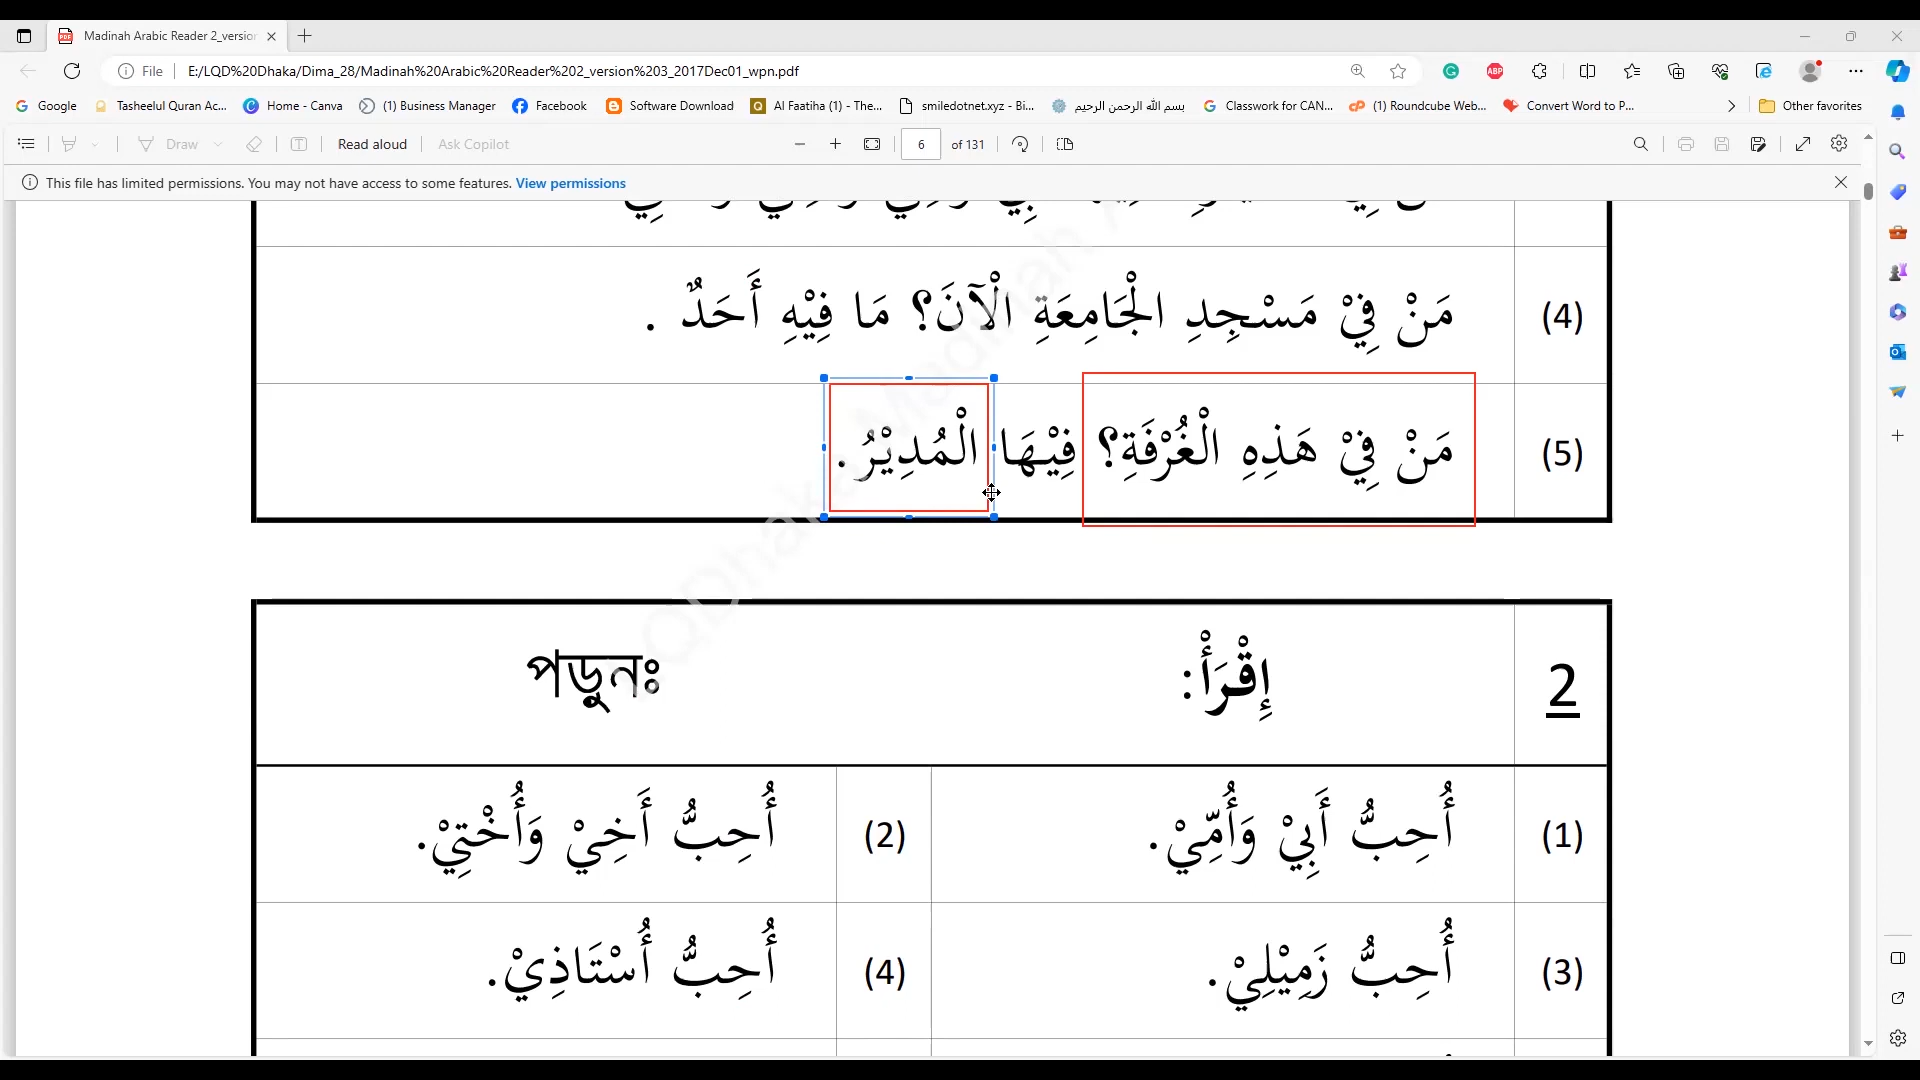 Madinah Arabic Reader 2_versio
File
E:/LQD%20Dhaka/Dima_28/Madinah%20Arabic%20Reader%202_version%203_2017Dec01_wpn.pdf
Google Tasheelul Quran Ac... Home - Canva (1) Business Manager Facebook Software Download Al Faatiha (1) - The... smiledotnet.xyz - Bi... بسم الله الرحمن الرحيم Classwork for CAN... (1) Roundcube Web... Convert Word to P... Other favorites
Draw Read aloud Ask Copilot 6 of 131
This file has limited permissions. You may not have access to some features. View permissions
(4) مَنْ فِيْ مَسْجِدِ الْجَامِعَةِ الْآنَ؟ مَا فِيْهِ أَحَدٌ .
(5) مَنْ فِيْ هَذِهِ الْغُرْفَةِ؟ فِيْهَا الْمُدِيْرُ.
2 إِقْرَأْ: পড়ুনঃ
(1) أُحِبُّ أَبِيْ وَأُمِّيْ. (2) أُحِبُّ أَخِيْ وَأُخْتِيْ.
(3) أُحِبُّ زَمِيْلِيْ. (4) أُحِبُّ أُسْتَاذِيْ.